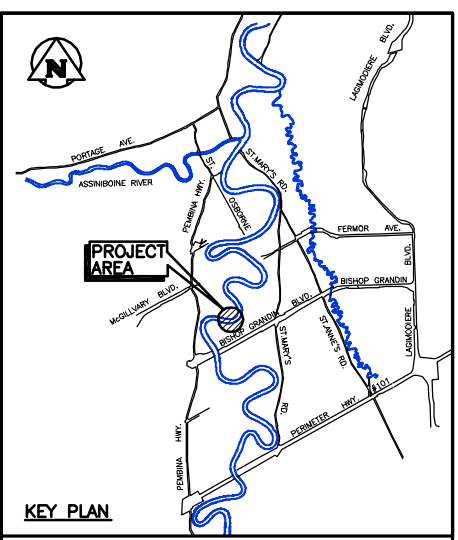 N
LAGIMODIERE BLVD.
PORTAGE AVE.
ASSINIBOINE RIVER
ST.MARY'S RD.
PEMBINA HWY.
OSBORNE ST.
FERMOR AVE.
PROJECT
AREA
BLVD.
McGILLVARY BLVD.
BISHOP GRANDIN BLVD.
BISHOP GRANDIN
LAGIMODIERE
ST.MARY'S RD.
ST.ANNE'S RD.
#101
PERIMETER HWY.
PEMBINA HWY.
KEY PLAN